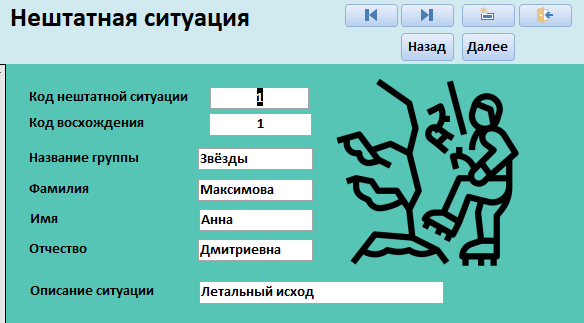 Нештатная ситуация
Назад Далее
Код нештатной ситуации 1
Код восхождения 1
Название группы Звёзды
Фамилия Максимова
Имя Анна
Отчество Дмитриевна
Описание ситуации Летальный исход